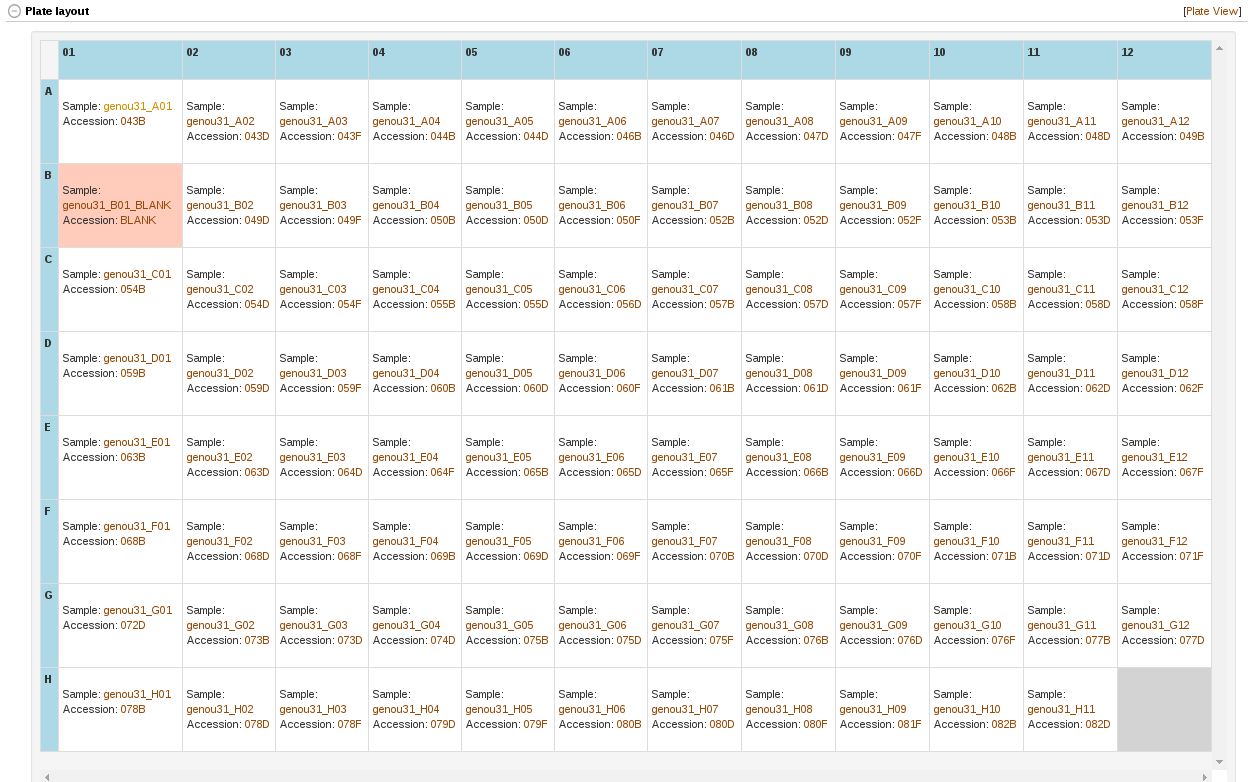 Plate layout [Plate View]
01 02 03 04 05 06 07 08 09 10 11 12
A
Sample: genou31_A01 Sample: Sample: Sample: Sample: Sample: Sample: Sample: Sample: Sample: Sample: Sample:
Accession: 043B genou31_A02 genou31_A03 genou31_A04 genou31_A05 genou31_A06 genou31_A07 genou31_A08 genou31_A09 genou31_A10 genou31_A11 genou31_A12
Accession: 043D Accession: 043F Accession: 044B Accession: 044D Accession: 046B Accession: 046D Accession: 047D Accession: 047F Accession: 048B Accession: 048D Accession: 049B
B
Sample: Sample: Sample: Sample: Sample: Sample: Sample: Sample: Sample: Sample: Sample: Sample:
genou31_B01_BLANK genou31_B02 genou31_B03 genou31_B04 genou31_B05 genou31_B06 genou31_B07 genou31_B08 genou31_B09 genou31_B10 genou31_B11 genou31_B12
Accession: BLANK Accession: 049D Accession: 049F Accession: 050B Accession: 050D Accession: 050F Accession: 052B Accession: 052D Accession: 052F Accession: 053B Accession: 053D Accession: 053F
C
Sample: genou31_C01 Sample: Sample: Sample: Sample: Sample: Sample: Sample: Sample: Sample: Sample: Sample:
Accession: 054B genou31_C02 genou31_C03 genou31_C04 genou31_C05 genou31_C06 genou31_C07 genou31_C08 genou31_C09 genou31_C10 genou31_C11 genou31_C12
Accession: 054D Accession: 054F Accession: 055B Accession: 055D Accession: 056D Accession: 057B Accession: 057D Accession: 057F Accession: 058B Accession: 058D Accession: 058F
D
Sample: genou31_D01 Sample: Sample: Sample: Sample: Sample: Sample: Sample: Sample: Sample: Sample: Sample:
Accession: 059B genou31_D02 genou31_D03 genou31_D04 genou31_D05 genou31_D06 genou31_D07 genou31_D08 genou31_D09 genou31_D10 genou31_D11 genou31_D12
Accession: 059D Accession: 059F Accession: 060B Accession: 060D Accession: 060F Accession: 061B Accession: 061D Accession: 061F Accession: 062B Accession: 062D Accession: 062F
E
Sample: genou31_E01 Sample: Sample: Sample: Sample: Sample: Sample: Sample: Sample: Sample: Sample: Sample:
Accession: 063B genou31_E02 genou31_E03 genou31_E04 genou31_E05 genou31_E06 genou31_E07 genou31_E08 genou31_E09 genou31_E10 genou31_E11 genou31_E12
Accession: 063D Accession: 064D Accession: 064F Accession: 065B Accession: 065D Accession: 065F Accession: 066B Accession: 066D Accession: 066F Accession: 067D Accession: 067F
F
Sample: genou31_F01 Sample: Sample: Sample: Sample: Sample: Sample: Sample: Sample: Sample: Sample: Sample:
Accession: 068B genou31_F02 genou31_F03 genou31_F04 genou31_F05 genou31_F06 genou31_F07 genou31_F08 genou31_F09 genou31_F10 genou31_F11 genou31_F12
Accession: 068D Accession: 068F Accession: 069B Accession: 069D Accession: 069F Accession: 070B Accession: 070D Accession: 070F Accession: 071B Accession: 071D Accession: 071F
G
Sample: genou31_G01 Sample: Sample: Sample: Sample: Sample: Sample: Sample: Sample: Sample: Sample: Sample:
Accession: 072D genou31_G02 genou31_G03 genou31_G04 genou31_G05 genou31_G06 genou31_G07 genou31_G08 genou31_G09 genou31_G10 genou31_G11 genou31_G12
Accession: 073B Accession: 073D Accession: 074D Accession: 075B Accession: 075D Accession: 075F Accession: 076B Accession: 076D Accession: 076F Accession: 077B Accession: 077D
H
Sample: genou31_H01 Sample: Sample: Sample: Sample: Sample: Sample: Sample: Sample: Sample: Sample:
Accession: 078B genou31_H02 genou31_H03 genou31_H04 genou31_H05 genou31_H06 genou31_H07 genou31_H08 genou31_H09 genou31_H10 genou31_H11
Accession: 078D Accession: 078F Accession: 079D Accession: 079F Accession: 080B Accession: 080D Accession: 080F Accession: 081F Accession: 082B Accession: 082D